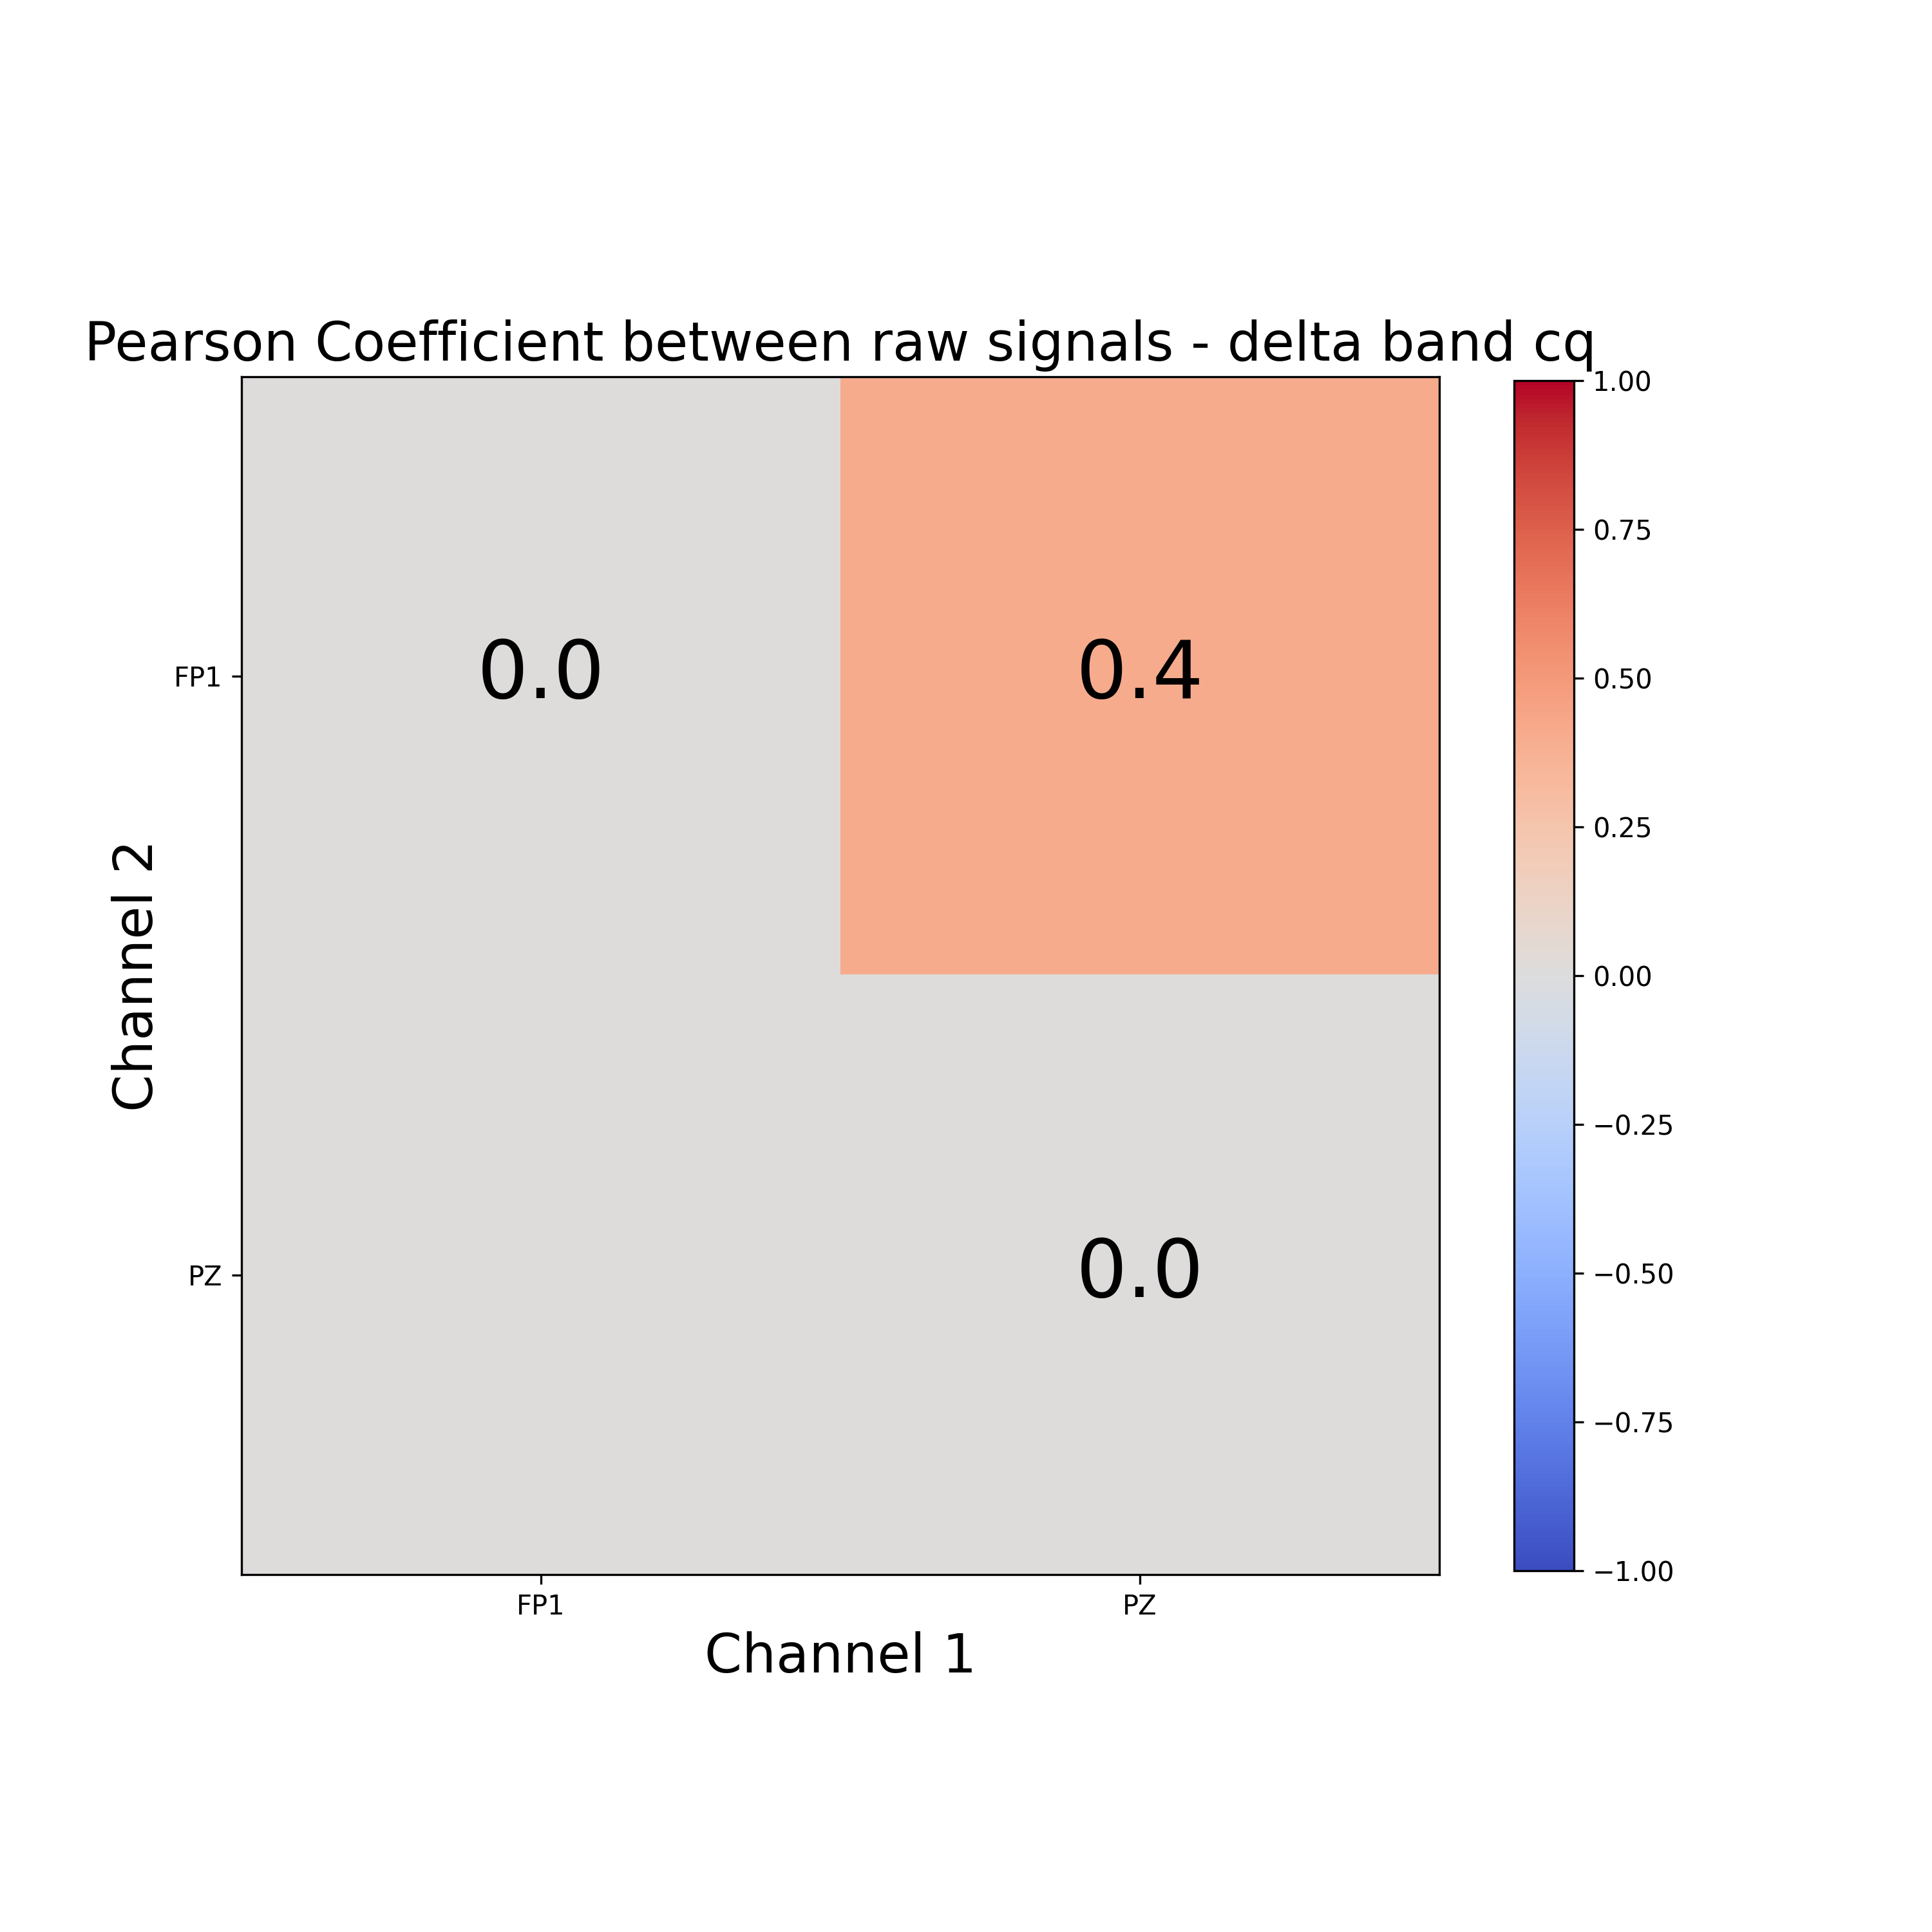 Pearson Coefficient between raw signals - delta band cq
1.00
0.75
0.50
0.25
0.00
−0.25
−0.50
−0.75
−1.00
Channel 2
FP1
0.0
0.4
PZ
0.0
FP1
PZ
Channel 1